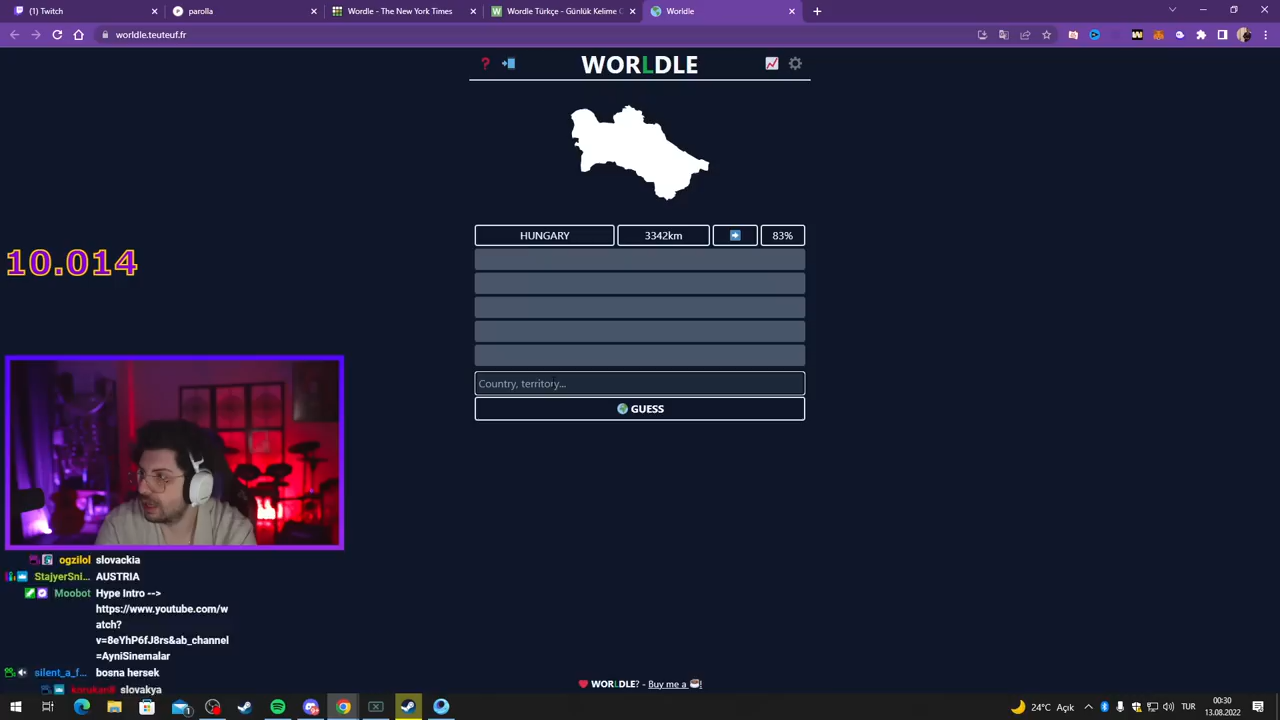 Twitch
parolla
Wordle - The New York Times
Wordle Türkçe - Günlük Kelime
Worldle
worldle.teuteuf.fr
WORLDLE
HUNGARY 3342km 83%
10.014
Country, territory...
GUESS
ogzilol slovackia
StajyerSni... AUSTRIA
Moobot Hype Intro -->
https://www.youtube.com/w
atch?
v=8eYhP6fJ8rs&ab_channel
=AyniSinemalar
silent_a_f... bosna hersek
korukan8 slovakya
WORLDLE? - Buy me a !
24°C Açık
TUR
00:30
13.08.2022